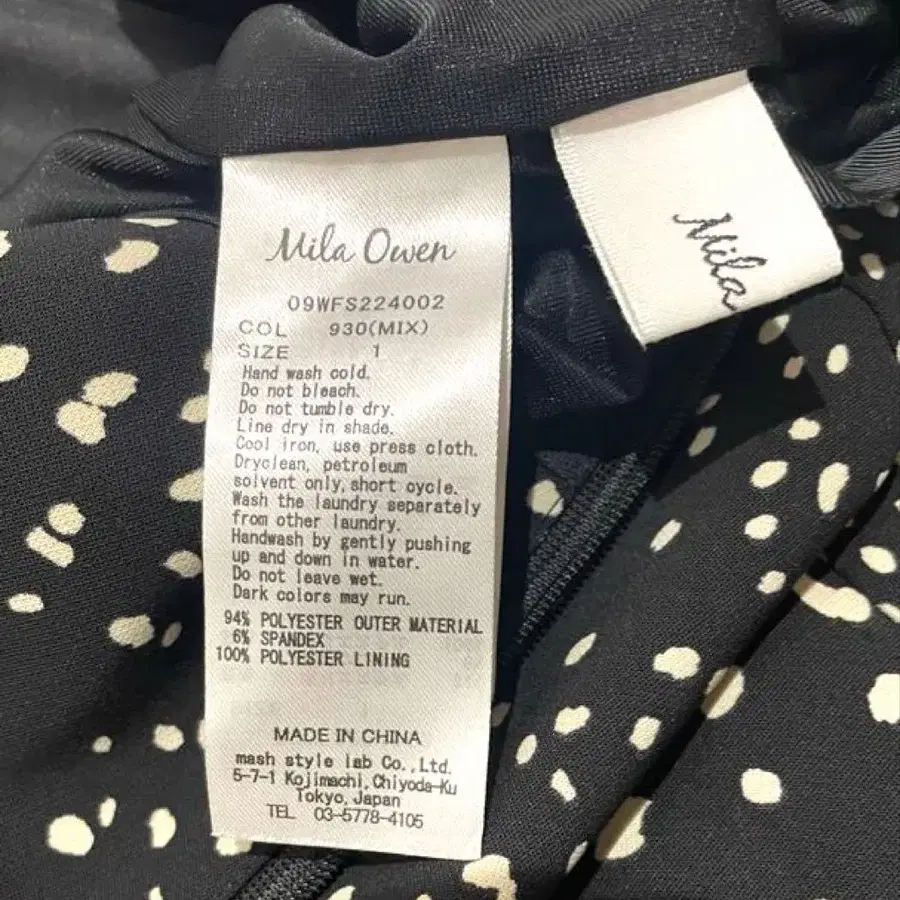 Mila Owen
09WFS224002
COL 930(MIX)
SIZE 1
Hand wash cold.
Do not bleach.
Do not tumble dry.
Line dry in shade.
Cool iron, use press cloth.
Dryclean, petroleum
solvent only,short cycle.
Wash the laundry separately
from other laundry.
Handwash by gently pushing
up and down in water.
Do not leave wet.
Dark colors may run.
94% POLYESTER OUTER MATERIAL
6% SPANDEX
100% POLYESTER LINING
MADE IN CHINA
mash style lab Co.,Ltd.
5-7-1 Kojimachi,Chiyoda-Ku
Tokyo,Japan
TEL 03-5778-4105
Mila